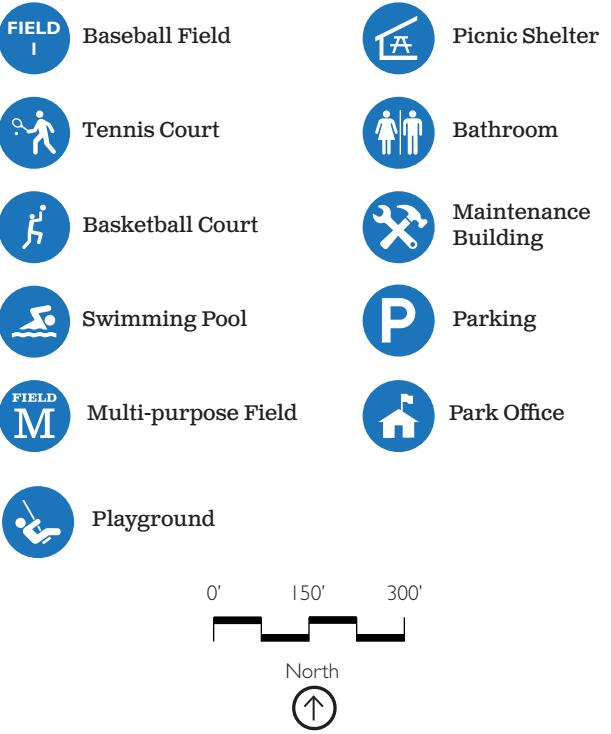 FIELD
I
Baseball Field
Picnic Shelter
Tennis Court
Bathroom
Basketball Court
Maintenance
Building
Swimming Pool
P
Parking
FIELD
M
Multi-purpose Field
Park Office
Playground
0' 150' 300'
North